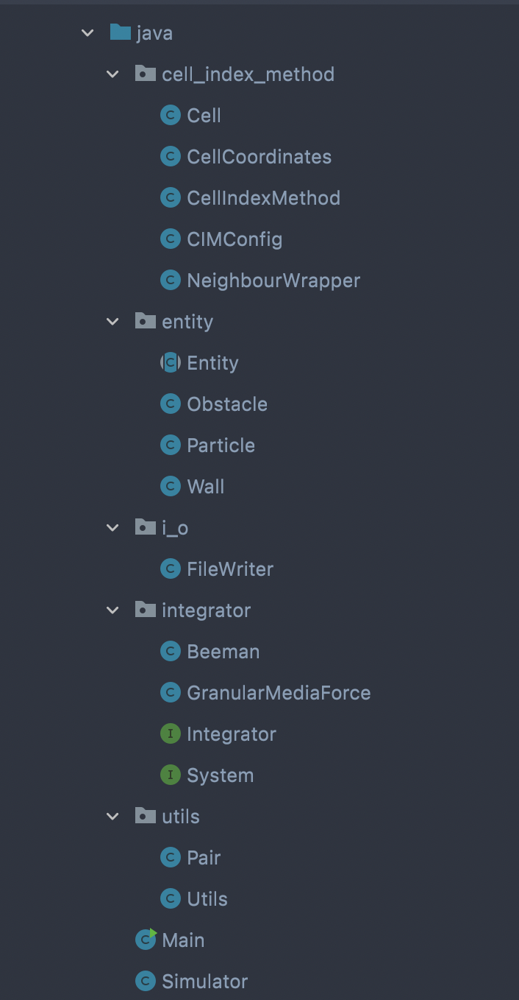 java
cell_index_method
C Cell
C CellCoordinates
C CellIndexMethod
C CIMConfig
C NeighbourWrapper
entity
C Entity
C Obstacle
C Particle
C Wall
i_o
C FileWriter
integrator
C Beeman
C GranularMediaForce
I Integrator
I System
utils
C Pair
C Utils
C Main
C Simulator